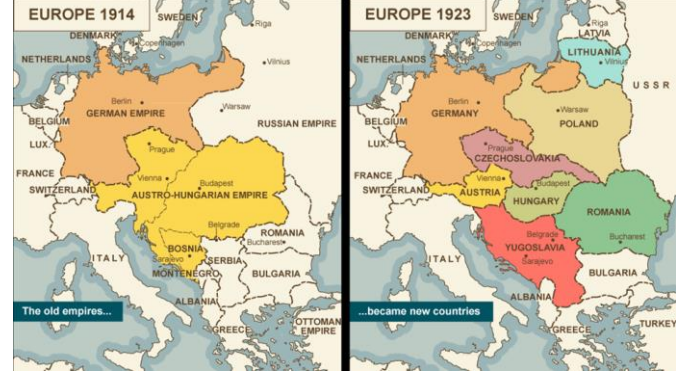 EUROPE 1914
SWEDEN
Riga
DENMARK
Copenhagen
NETHERLANDS
Vilnius
Berlin
GERMAN EMPIRE
Warsaw
BELGIUM
RUSSIAN EMPIRE
LUX.
Prague
FRANCE
Vienna
Budapest
SWITZERLAND
AUSTRO-HUNGARIAN EMPIRE
Belgrade
ROMANIA
Bucharest
BOSNIA
Sarajevo
SERBIA
ITALY
MONTENEGRO
BULGARIA
ALBANIA
The old empires...
GREECE
OTTOMAN
EMPIRE
EUROPE 1923
SWEDEN
Riga
LATVIA
DENMARK
Copenhagen
LITHUANIA
NETHERLANDS
Vilnius
USSR
Berlin
GERMANY
Warsaw
POLAND
BELGIUM
LUX.
Prague
CZECHOSLOVAKIA
FRANCE
Vienna
Budapest
SWITZERLAND
AUSTRIA
HUNGARY
ROMANIA
Belgrade
Bucharest
YUGOSLAVIA
Sarajevo
ITALY
BULGARIA
ALBANIA
...became new countries
GREECE
TURKEY